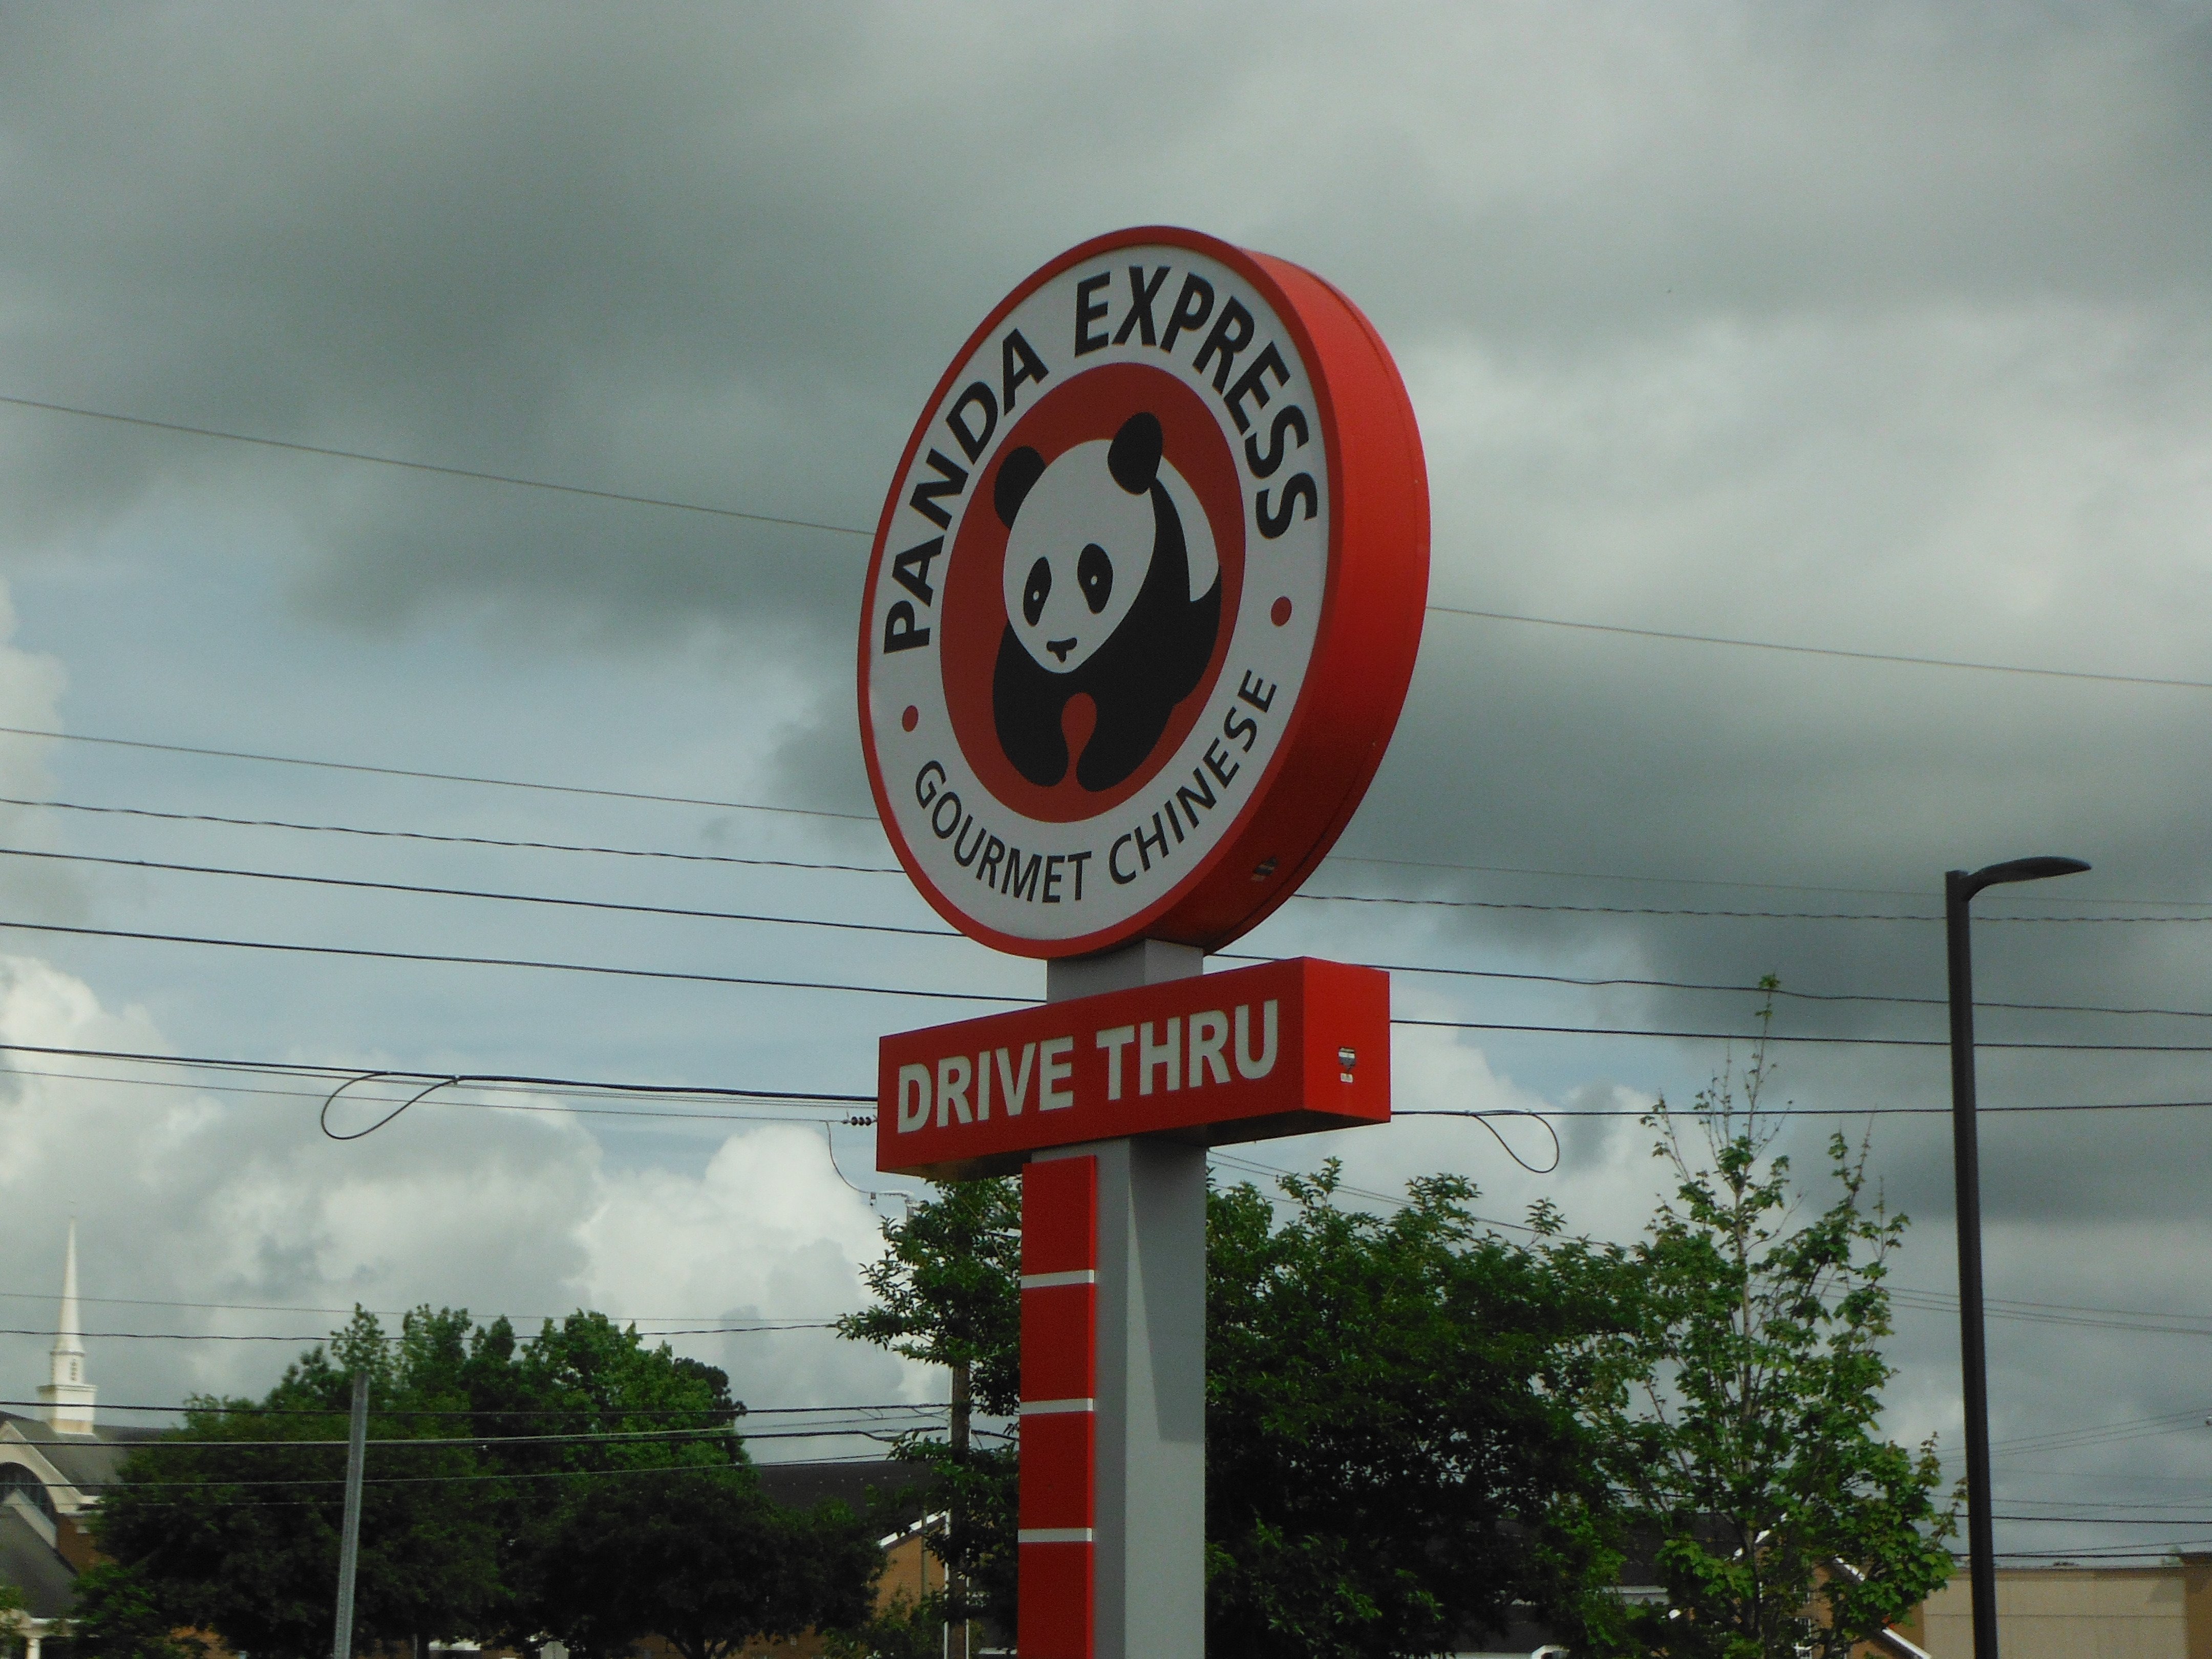 PANDA EXPRESS
GOURMET CHINESE
DRIVE THRU